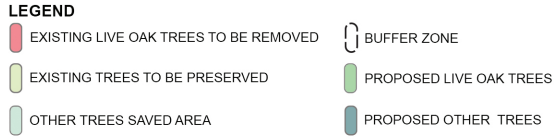 LEGEND
EXISTING LIVE OAK TREES TO BE REMOVED
BUFFER ZONE
EXISTING TREES TO BE PRESERVED
PROPOSED LIVE OAK TREES
OTHER TREES SAVED AREA
PROPOSED OTHER TREES